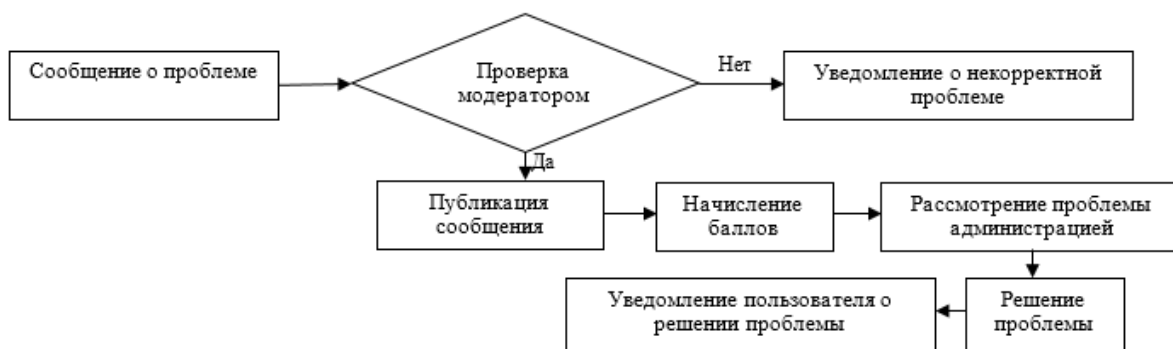 Сообщение о проблеме
Проверка
модератором
Нет
Уведомление о некорректной
проблеме
Да
Публикация
сообщения
Начисление
баллов
Рассмотрение проблемы
администрацией
Решение
проблемы
Уведомление пользователя о
решении проблемы